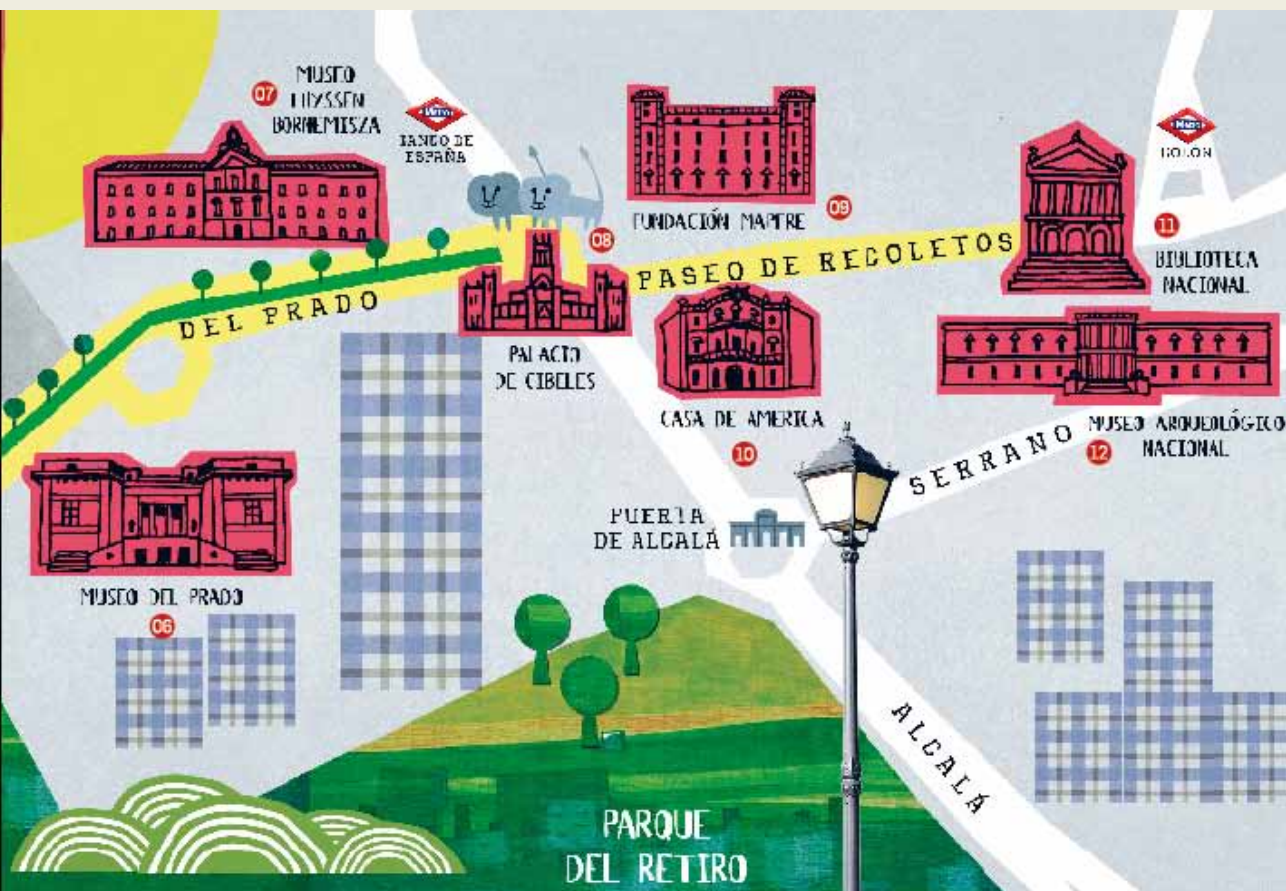 07
MUSEO
THYSSEN
BORNEMISZA
Metro
BANCO DE
ESPAÑA
08
FUNDACIÓN MAPFRE
09
Metro
COLON
11
BIBLIOTECA
NACIONAL
DEL PRADO
PASEO DE RECOLETOS
PALACIO
DE CIBELES
CASA DE AMERICA
10
SERRANO
MUSEO ARQUEOLÓGICO
NACIONAL
12
PUERTA
DE ALCALÁ
MUSEO DEL PRADO
06
ALCALÁ
PARQUE
DEL RETIRO